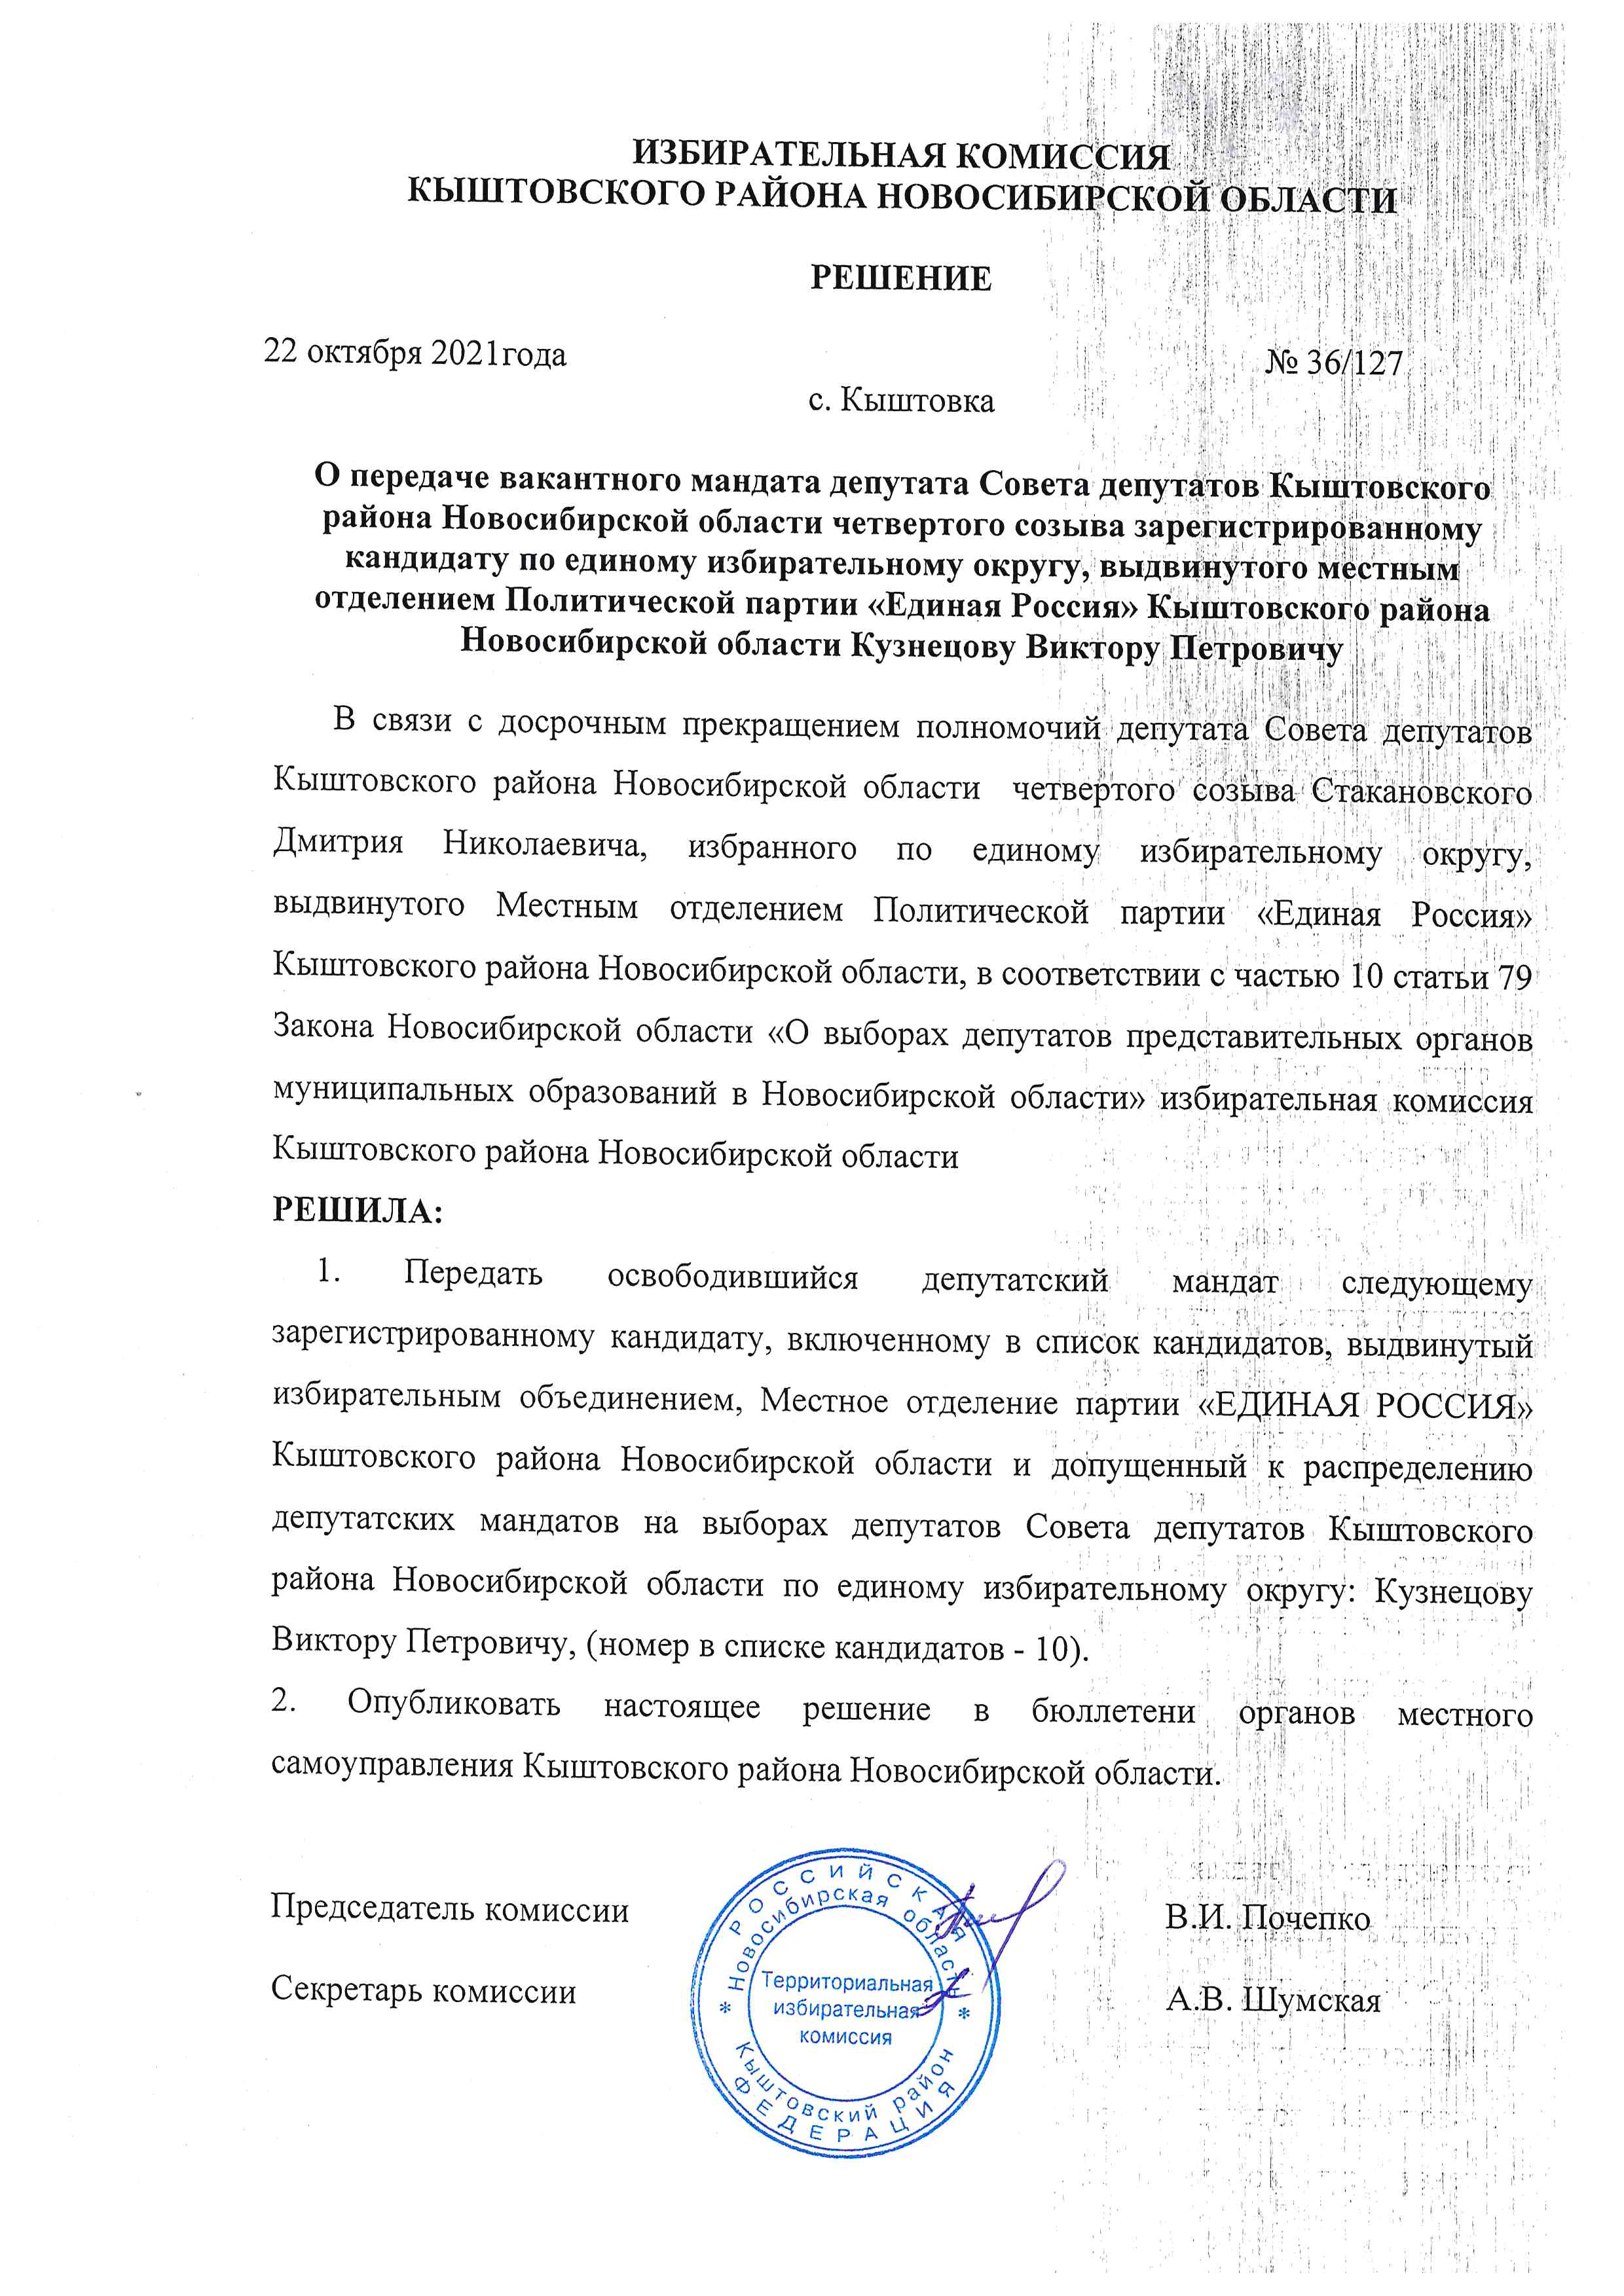 ИЗБИРАТЕЛЬНАЯ КОМИССИЯ
КЫШТОВСКОГО РАЙОНА НОВОСИБИРСКОЙ ОБЛАСТИ
РЕШЕНИЕ
22 октября 2021года № 36/127
с. Кыштовка
О передаче вакантного мандата депутата Совета депутатов Кыштовского
района Новосибирской области четвертого созыва зарегистрированному
кандидату по единому избирательному округу, выдвинутого местным
отделением Политической партии «Единая Россия» Кыштовского района
Новосибирской области Кузнецову Виктору Петровичу
В связи с досрочным прекращением полномочий депутата Совета депутатов
Кыштовского района Новосибирской области четвертого созыва Стакановского
Дмитрия Николаевича, избранного по единому избирательному округу,
выдвинутого Местным отделением Политической партии «Единая Россия»
Кыштовского района Новосибирской области, в соответствии с частью 10 статьи 79
Закона Новосибирской области «О выборах депутатов представительных органов
муниципальных образований в Новосибирской области» избирательная комиссия
Кыштовского района Новосибирской области
РЕШИЛА:
1. Передать освободившийся депутатский мандат следующему
зарегистрированному кандидату, включенному в список кандидатов, выдвинутый
избирательным объединением, Местное отделение партии «ЕДИНАЯ РОССИЯ»
Кыштовского района Новосибирской области и допущенный к распределению
депутатских мандатов на выборах депутатов Совета депутатов Кыштовского
района Новосибирской области по единому избирательному округу: Кузнецову
Виктору Петровичу, (номер в списке кандидатов - 10).
2. Опубликовать настоящее решение в бюллетени органов местного
самоуправления Кыштовского района Новосибирской области.
Председатель комиссии В.И. Почепко
Секретарь комиссии А.В. Шумская
РОССИЙСКАЯ
ФЕДЕРАЦИЯ
Новосибирская область
Кыштовский район
Территориальная
избирательная
комиссия